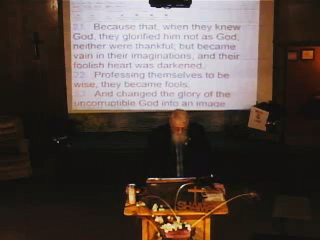 21. Because that, when they knew
God, they glorified him not as God,
neither were thankful; but became
vain in their imaginations, and their
foolish heart was darkened.
22. Professing themselves to be
wise, they became fools.
23. And changed the glory of the
uncorruptible God into an image